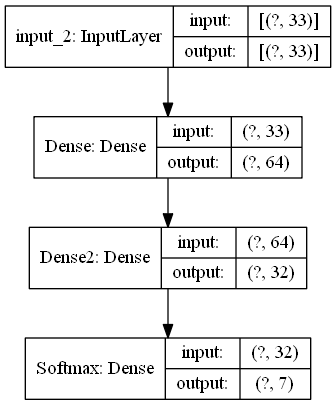 input_2: InputLayer input: [(?, 33)]
output: [(?, 33)]
Dense: Dense input: (?, 33)
output: (?, 64)
Dense2: Dense input: (?, 64)
output: (?, 32)
Softmax: Dense input: (?, 32)
output: (?, 7)